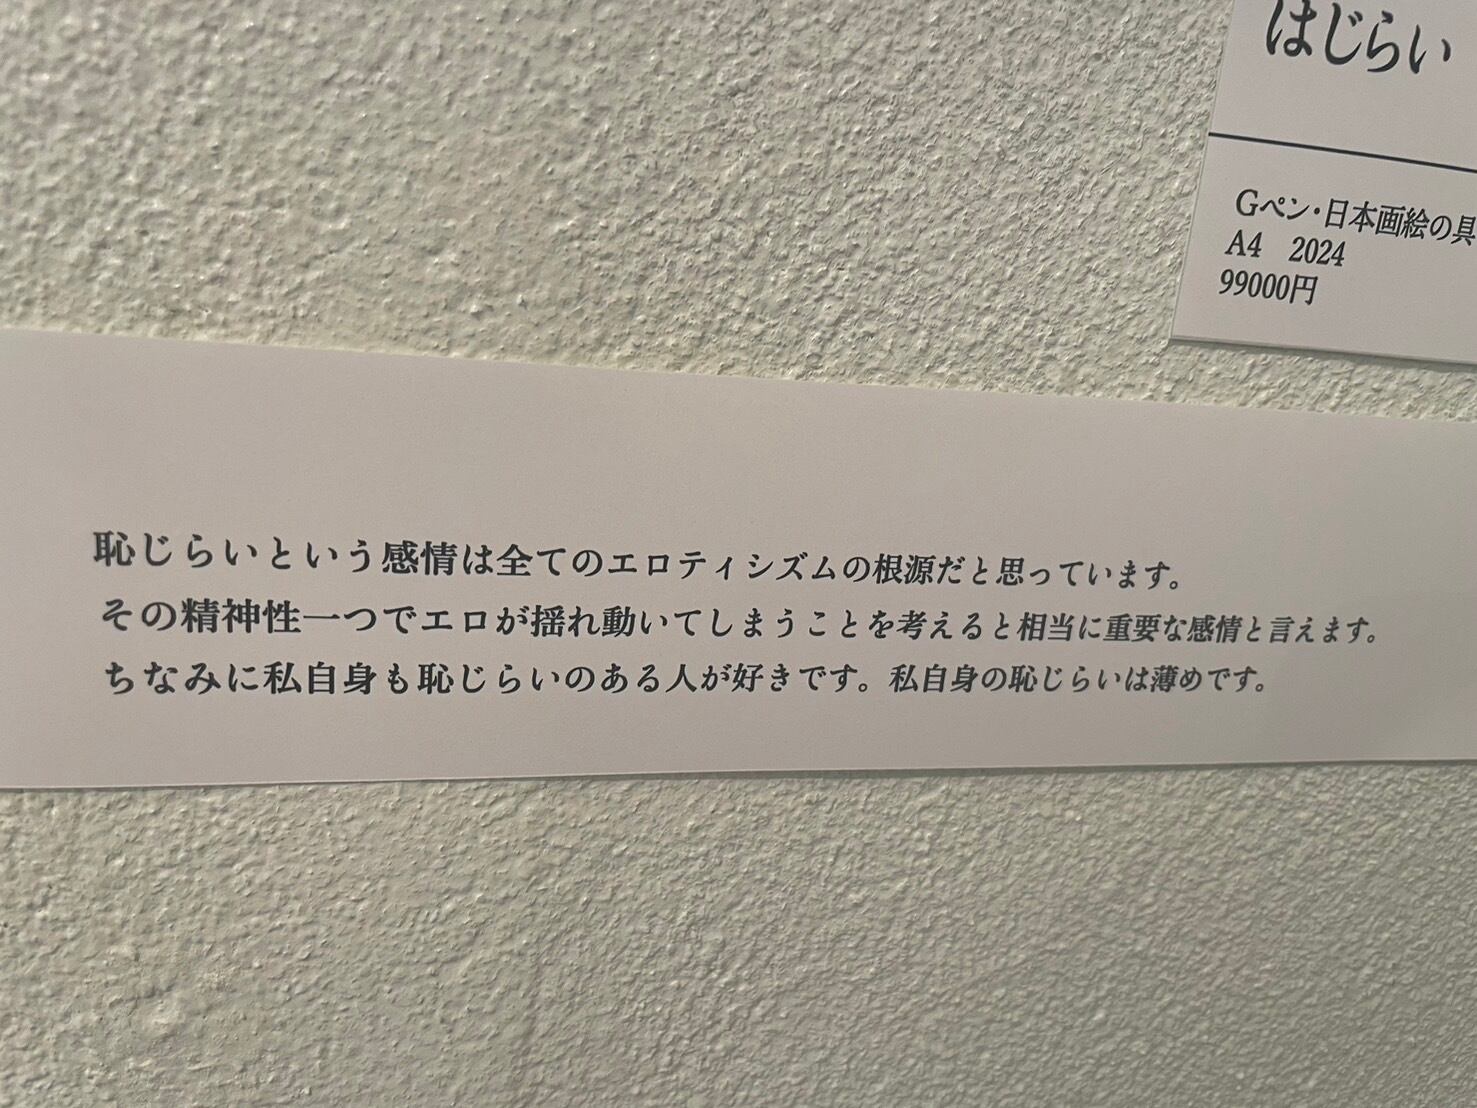 はじらい
Gペン・日本画絵の具
A4　2024
99000円
恥じらいという感情は全てのエロティシズムの根源だと思っています。
その精神性一つでエロが揺れ動いてしまうことを考えると相当に重要な感情と言えます。
ちなみに私自身も恥じらいのある人が好きです。私自身の恥じらいは薄めです。